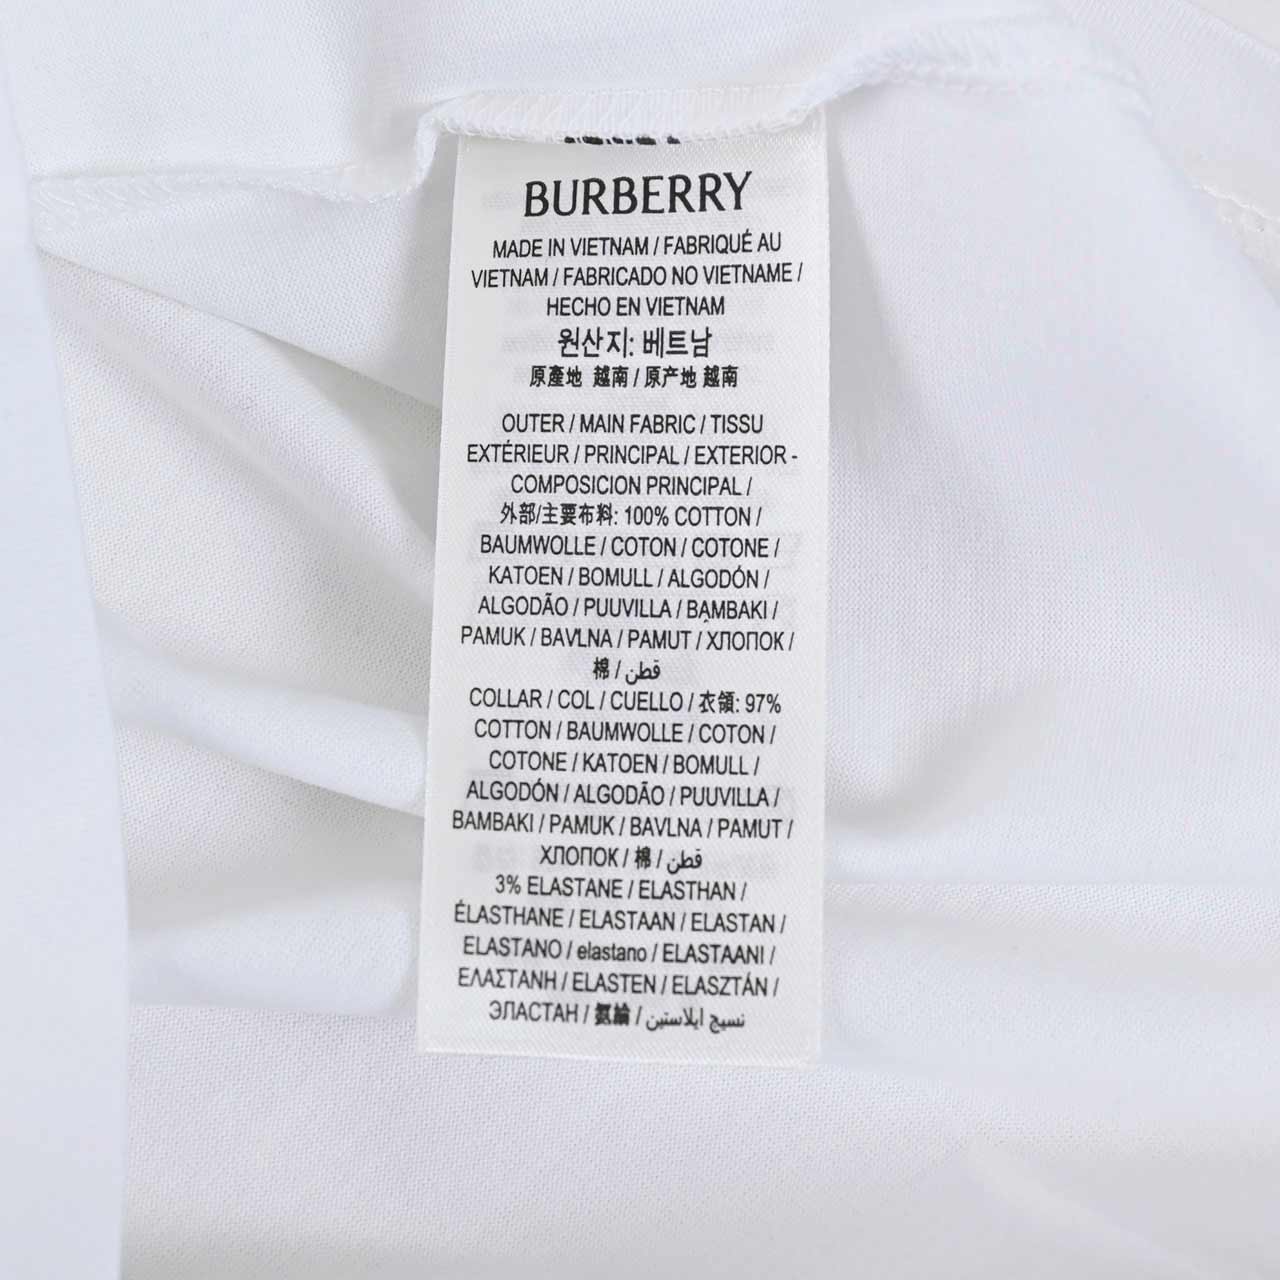 BURBERRY
MADE IN VIETNAM / FABRIQUÉ AU
VIETNAM / FABRICADO NO VIETNAME /
HECHO EN VIETNAM
원산지: 베트남
原產地 越南 / 原产地 越南
OUTER / MAIN FABRIC / TISSU
EXTÉRIEUR / PRINCIPAL / EXTERIOR -
COMPOSICION PRINCIPAL /
外部/主要布料: 100% COTTON /
BAUMWOLLE / COTON / COTONE /
KATOEN / BOMULL / ALGODÓN /
ALGODÃO / PUUVILLA / BAMBAKI /
PAMUK / BAVLNA / PAMUT / ХЛОПОК /
棉 / قطن
COLLAR / COL / CUELLO / 衣領: 97%
COTTON / BAUMWOLLE / COTON /
COTONE / KATOEN / BOMULL /
ALGODÓN / ALGODÃO / PUUVILLA /
BAMBAKI / PAMUK / BAVLNA / PAMUT /
ХЛОПОК / 棉 / قطن
3% ELASTANE / ELASTHAN /
ÉLASTHANE / ELASTAAN / ELASTAN /
ELASTANO / elastano / ELASTAANI /
ΕΛΑΣΤΑΝΗ / ELASTEN / ELASZTÁN /
ЭЛАСТАН / 氨綸 / نسيج ايلاستين